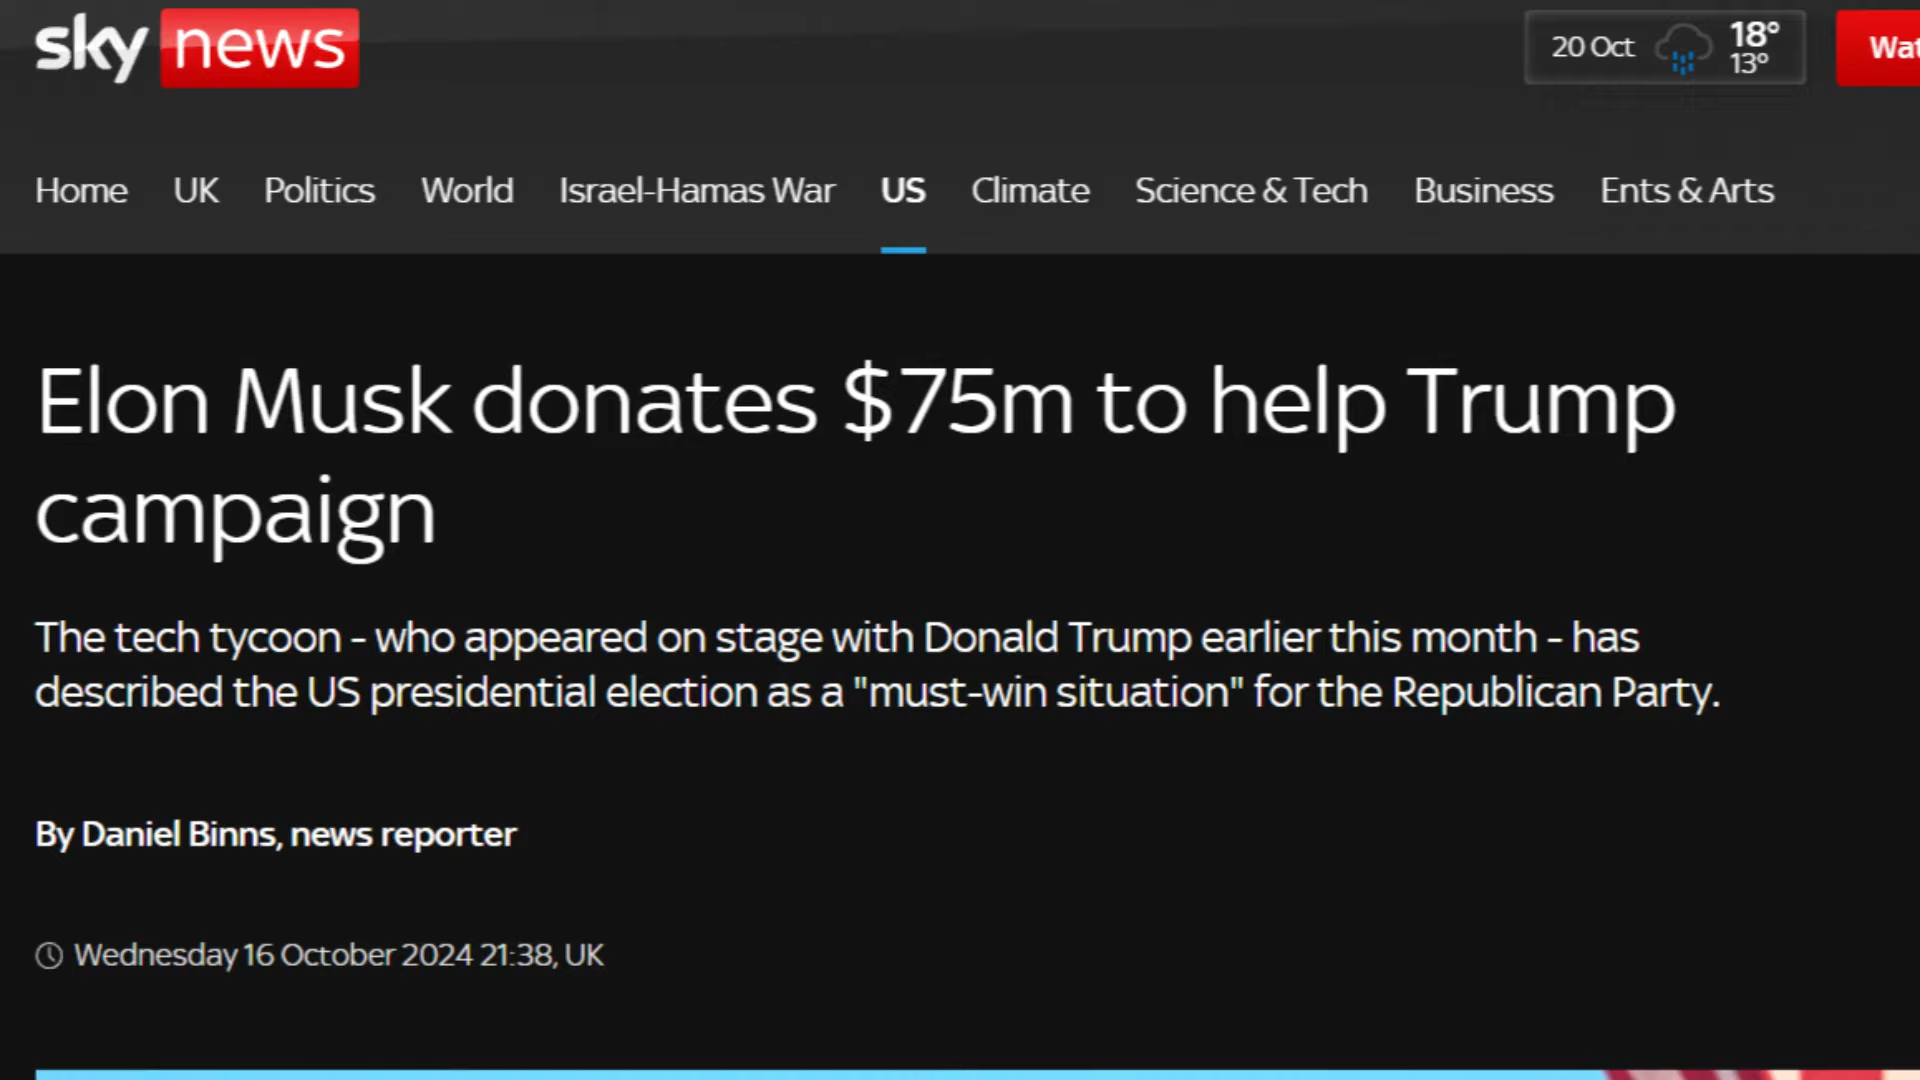 sky news
20 Oct
18°
13°
Home UK Politics World Israel-Hamas War US Climate Science & Tech Business Ents & Arts
Elon Musk donates $75m to help Trump
campaign
The tech tycoon - who appeared on stage with Donald Trump earlier this month - has
described the US presidential election as a "must-win situation" for the Republican Party.
By Daniel Binns, news reporter
Wednesday 16 October 2024 21:38, UK